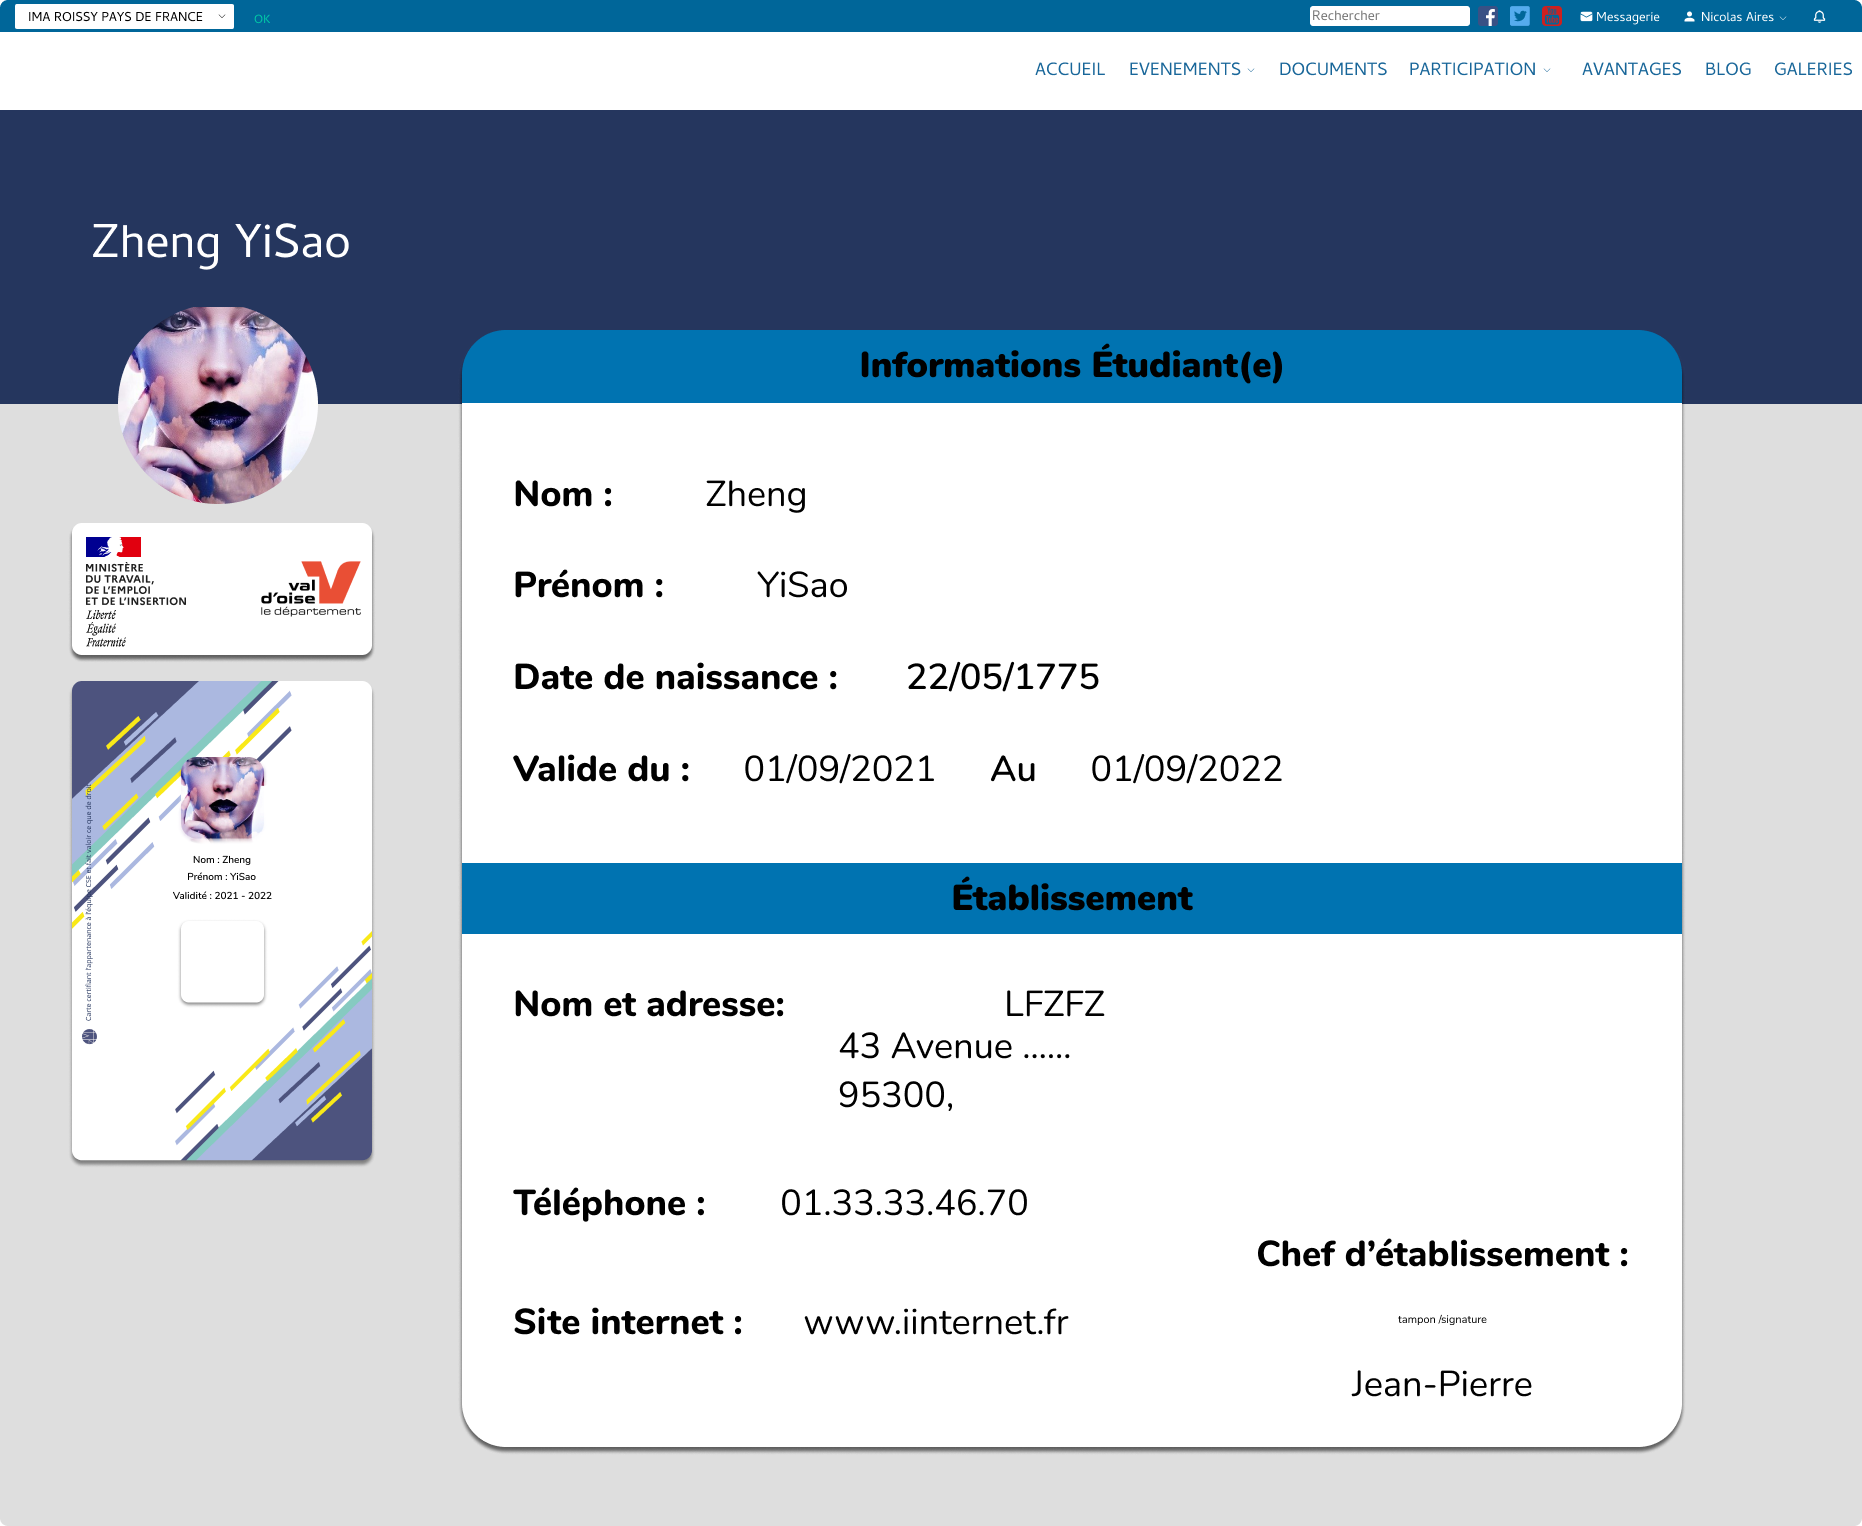 IMA ROISSY PAYS DE FRANCE
OK
Rechercher
Messagerie
Nicolas Aires
ACCUEIL
EVENEMENTS
DOCUMENTS
PARTICIPATION
AVANTAGES
BLOG
GALERIES
Zheng YiSao
MINISTÈRE
DU TRAVAIL,
DE L'EMPLOI
ET DE L'INSERTION
Liberté
Égalité
Fraternité
val
d'oise
le département
Carte certifiant l'appartenance à l'équipe CSE et fait valoir ce que de droit
Nom : Zheng
Prénom : YiSao
Validité : 2021 - 2022
Informations Étudiant(e)
Nom : Zheng
Prénom : YiSao
Date de naissance : 22/05/1775
Valide du : 01/09/2021 Au 01/09/2022
Établissement
Nom et adresse: LFZFZ
43 Avenue ......
95300,
Téléphone : 01.33.33.46.70
Chef d’établissement :
Site internet : www.iinternet.fr
tampon /signature
Jean-Pierre